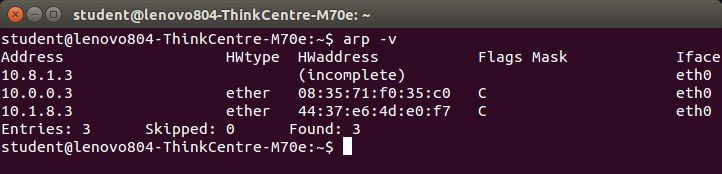 student@lenovo804-ThinkCentre-M70e: ~
student@lenovo804-ThinkCentre-M70e:~$ arp -v
Address                  HWtype  HWaddress           Flags Mask            Iface
10.8.1.3                         (incomplete)                              eth0
10.0.0.3                 ether   08:35:71:f0:35:c0   C                     eth0
10.1.8.3                 ether   44:37:e6:4d:e0:f7   C                     eth0
Entries: 3      Skipped: 0      Found: 3
student@lenovo804-ThinkCentre-M70e:~$